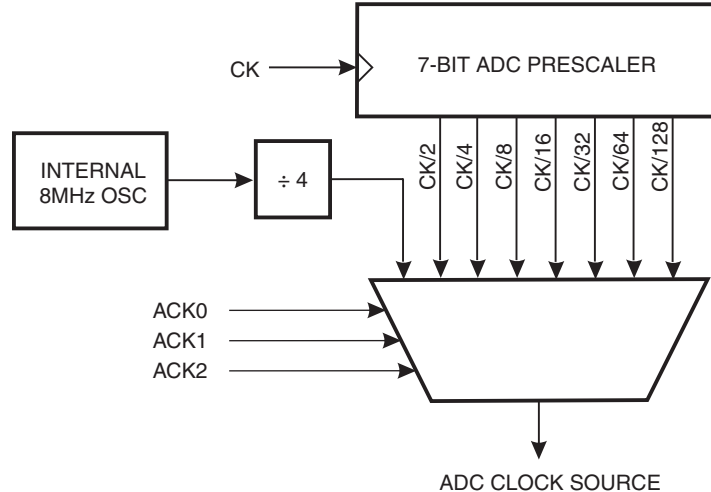 CK
7-BIT ADC PRESCALER
CK/2
CK/4
CK/8
CK/16
CK/32
CK/64
CK/128
INTERNAL
8MHz OSC
÷ 4
ACK0
ACK1
ACK2
ADC CLOCK SOURCE